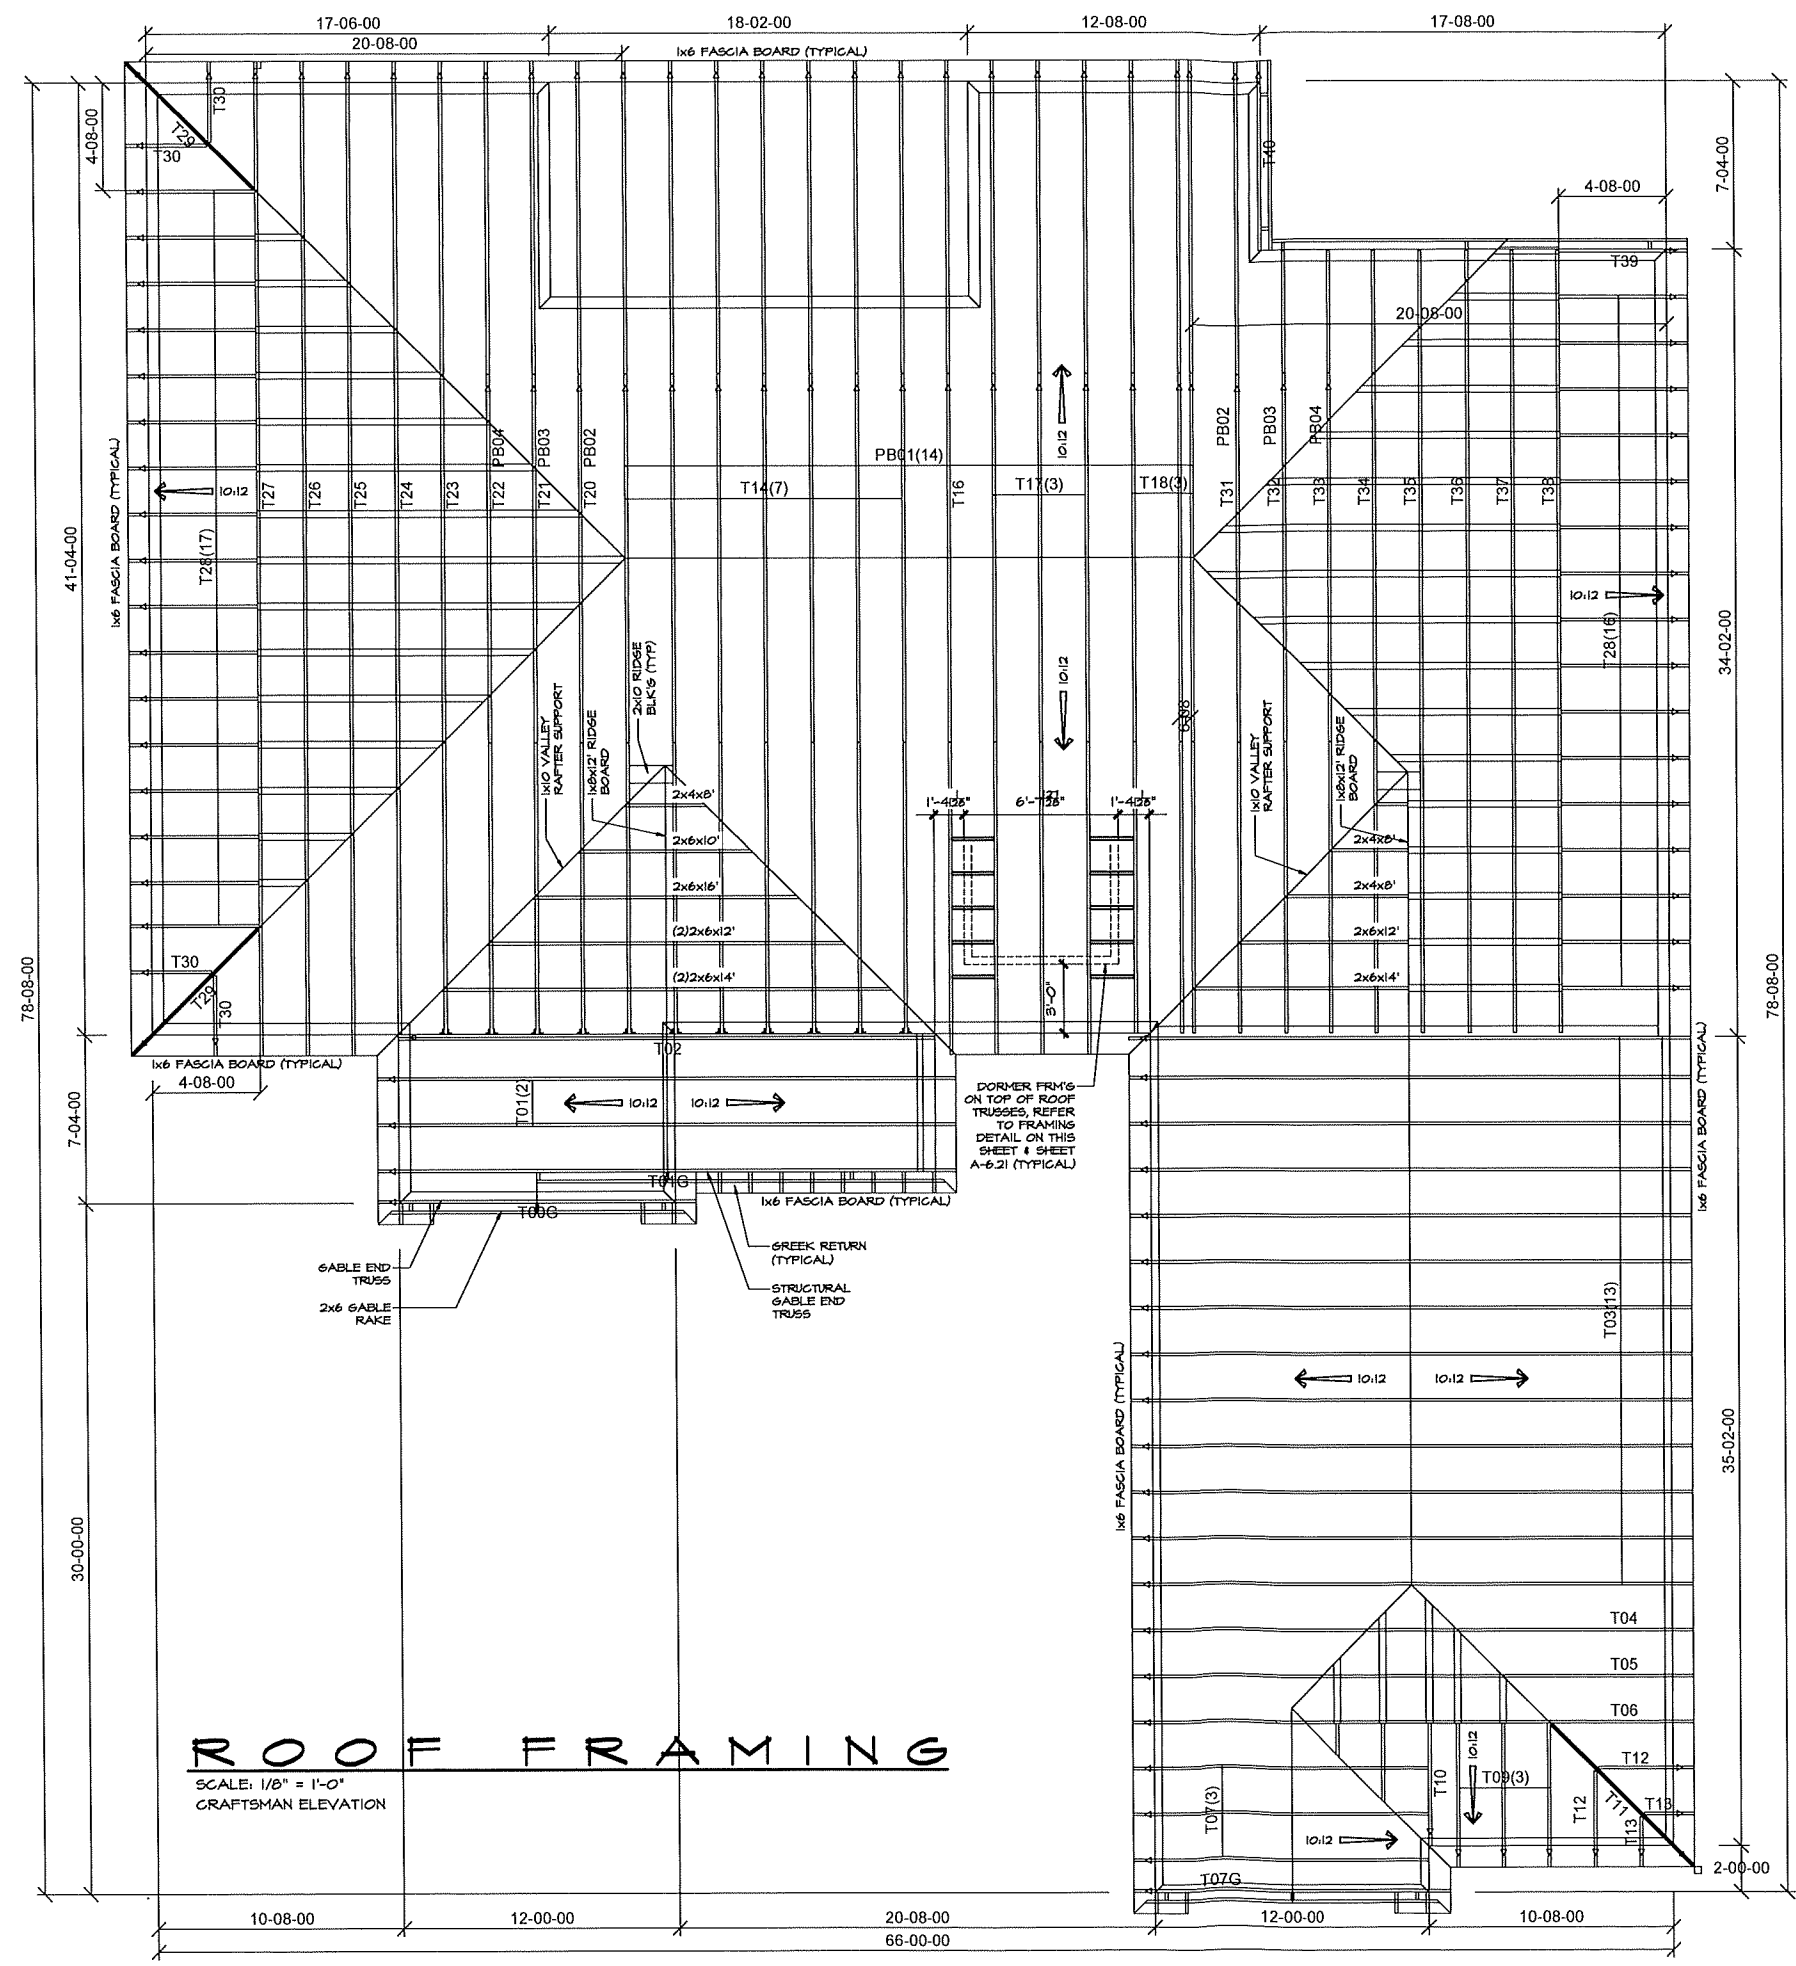 17-06-00
18-02-00
12-08-00
17-08-00
20-08-00
1x6 FASCIA BOARD (TYPICAL)
T30
T29
T30
4-08-00
T40
7-04-00
4-08-00
T39
20-08-00
1x6 FASCIA BOARD (TYPICAL)
41-04-00
78-08-00
10:12
T28(17)
T27
T26
T25
T24
T23
T22
PB04
T21
PB03
T20
PB02
PB01(14)
T14(7)
T16
T17(3)
T18(3)
10:12
10:12
T31
PB02
T32
PB03
T33
PB04
T34
T35
T36
T37
T38
10:12
T28(16)
34-02-00
78-08-00
1x10 VALLEY
RAFTER SUPPORT
1x8x12' RIDGE
BOARD
2x10 RIDGE
BLK'G (TYP)
2x4x8'
2x6x10'
2x6x16'
(2)2x6x12'
(2)2x6x14'
3'-0"
1x10 VALLEY
RAFTER SUPPORT
1x8x12' RIDGE
BOARD
2x4x8'
2x4x8'
2x6x12'
2x6x14'
T30
T29
T30
1x6 FASCIA BOARD (TYPICAL)
4-08-00
7-04-00
T02
T01(2)
10:12
10:12
T01G
T00G
1x6 FASCIA BOARD (TYPICAL)
DORMER FRM'G
ON TOP OF ROOF
TRUSSES, REFER
TO FRAMING
DETAIL ON THIS
SHEET & SHEET
A-6.21 (TYPICAL)
GREEK RETURN
(TYPICAL)
STRUCTURAL
GABLE END
TRUSS
GABLE END
TRUSS
2x6 GABLE
RAKE
1x6 FASCIA BOARD (TYPICAL)
1x6 FASCIA BOARD (TYPICAL)
T03(13)
10:12
10:12
35-02-00
30-00-00
T04
T05
T06
T07(3)
T10
10:12
T09(3)
T12
T12
T11
T13
T13
10:12
T07G
2-00-00
ROOF FRAMING
SCALE: 1/8" = 1'-0"
CRAFTSMAN ELEVATION
10-08-00
12-00-00
20-08-00
12-00-00
10-08-00
66-00-00